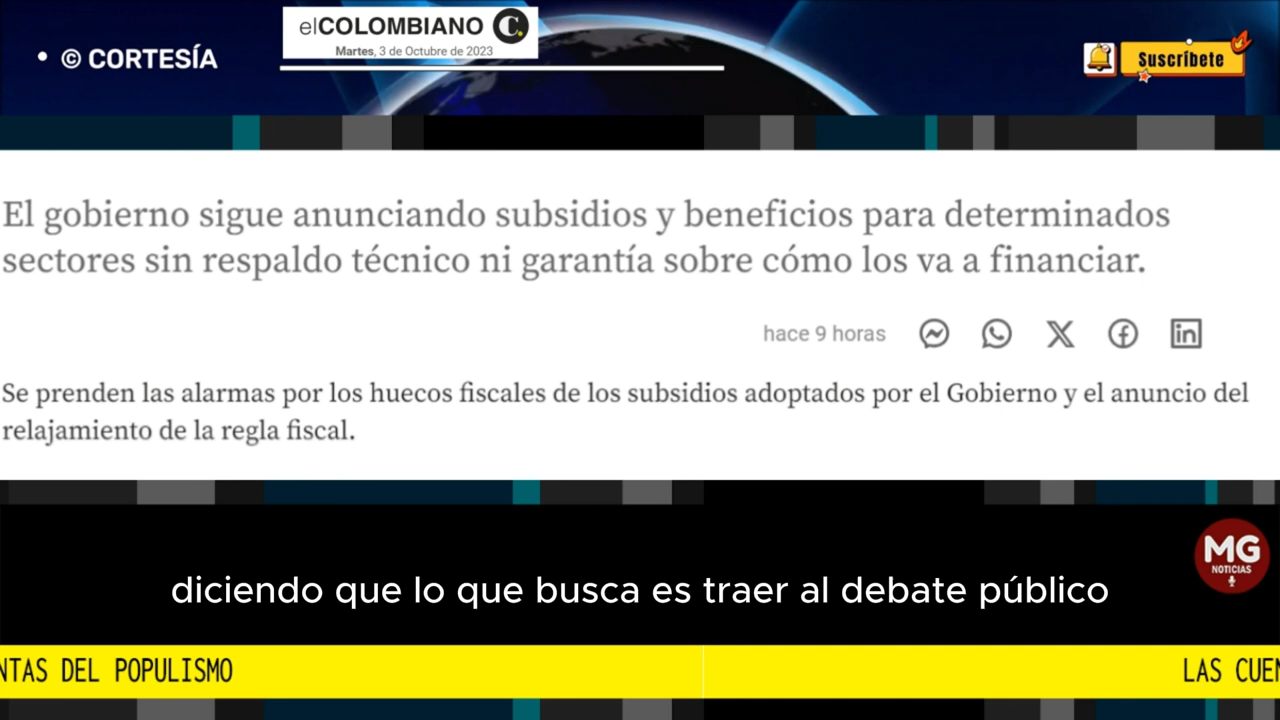 • © CORTESÍA
elCOLOMBIANO
Martes, 3 de Octubre de 2023
Suscríbete
El gobierno sigue anunciando subsidios y beneficios para determinados
sectores sin respaldo técnico ni garantía sobre cómo los va a financiar.
hace 9 horas
Se prenden las alarmas por los huecos fiscales de los subsidios adoptados por el Gobierno y el anuncio del
relajamiento de la regla fiscal.
MG
NOTICIAS
diciendo que lo que busca es traer al debate público
NTAS DEL POPULISMO
LAS CUEN